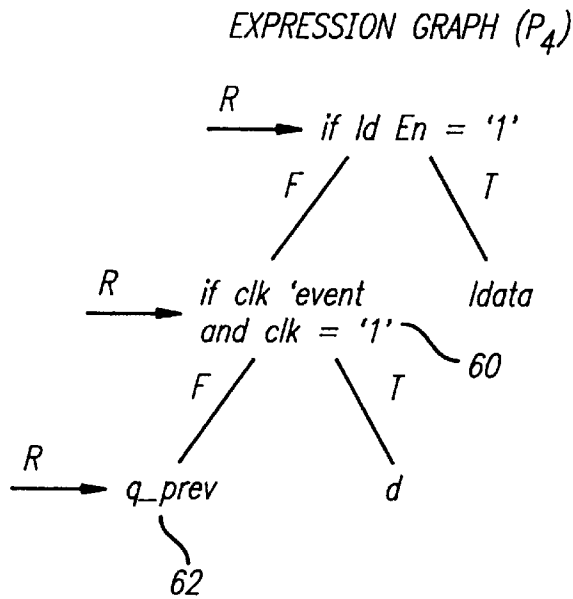 EXPRESSION GRAPH (P4)
R
if ld En = ‘1’
F
T
R
if clk ‘event
and clk = ‘1’
ldata
60
F
T
R
q_prev
d
62